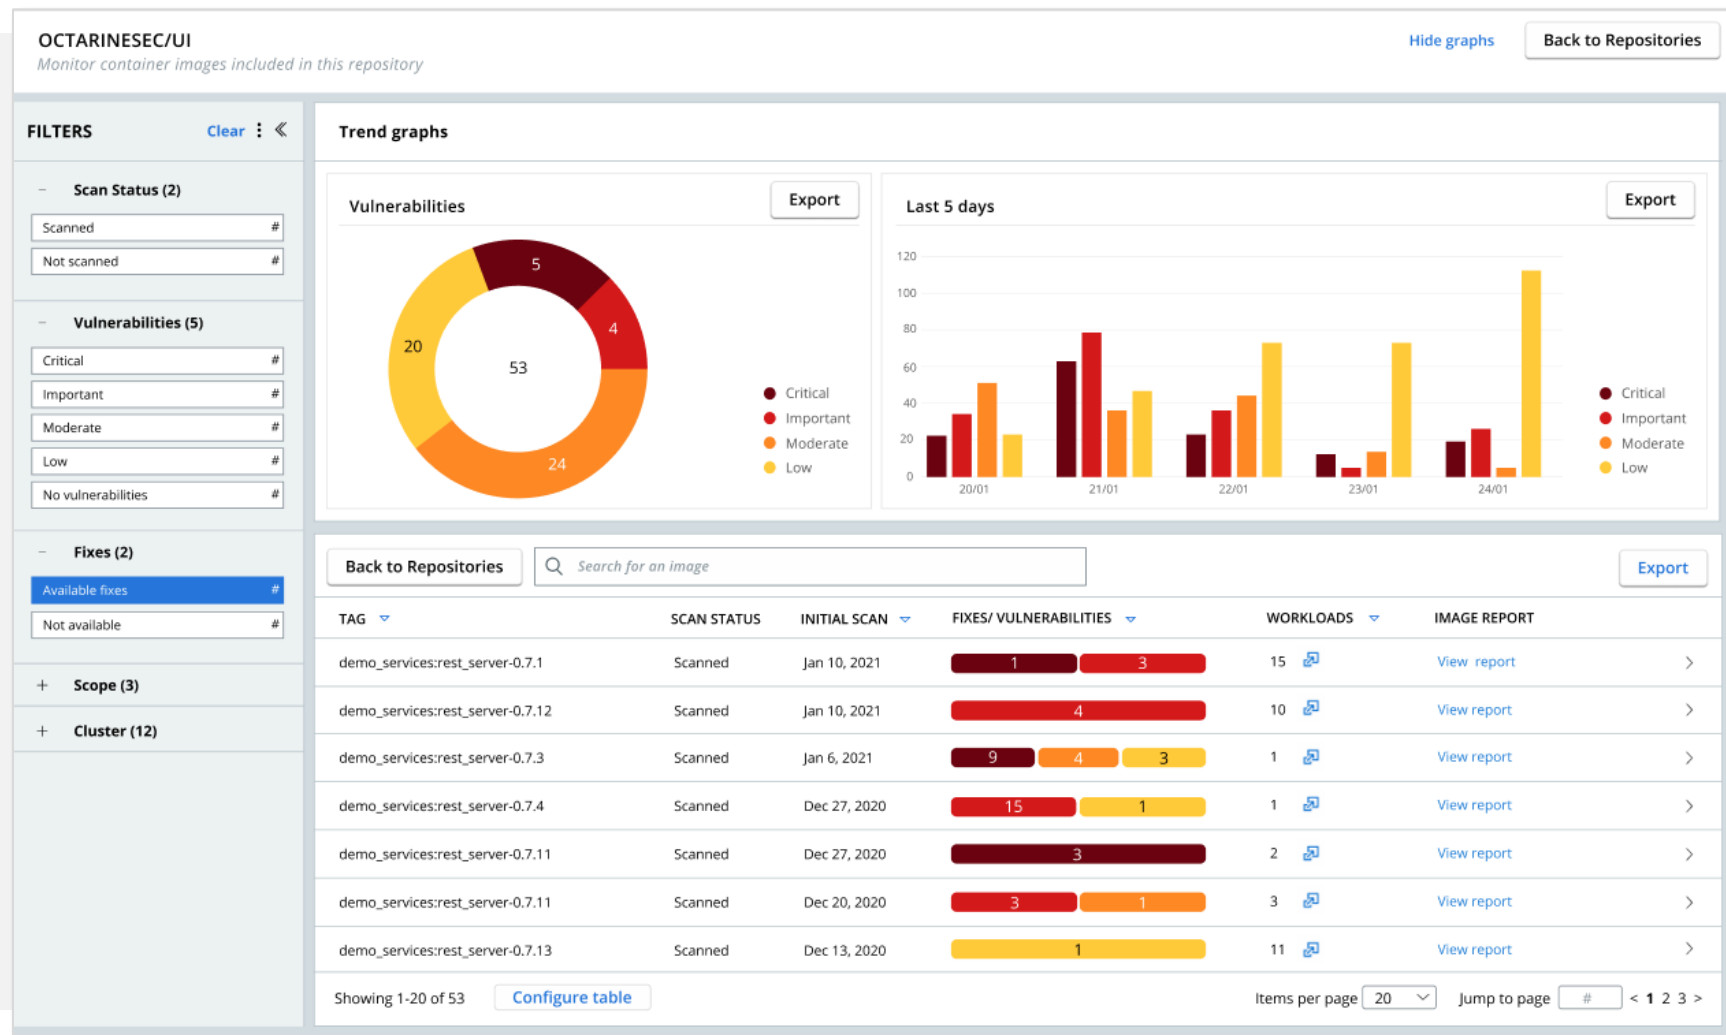 OCTARINESEC/UI
Monitor container images included in this repository
Hide graphs
Back to Repositories
FILTERS
Clear
Scan Status (2)
Scanned #
Not scanned #
Vulnerabilities (5)
Critical #
Important #
Moderate #
Low #
No vulnerabilities #
Fixes (2)
Available fixes #
Not available #
+ Scope (3)
+ Cluster (12)
Trend graphs
Vulnerabilities
Export
5
4
20
53
24
Critical
Important
Moderate
Low
Last 5 days
Export
120
100
80
60
40
20
0
20/01 21/01 22/01 23/01 24/01
Critical
Important
Moderate
Low
Back to Repositories
Search for an image
Export
TAG SCAN STATUS INITIAL SCAN FIXES/ VULNERABILITIES WORKLOADS IMAGE REPORT
demo_services:rest_server-0.7.1 Scanned Jan 10, 2021 1 3 15 View report
demo_services:rest_server-0.7.12 Scanned Jan 10, 2021 4 10 View report
demo_services:rest_server-0.7.3 Scanned Jan 6, 2021 9 4 3 1 View report
demo_services:rest_server-0.7.4 Scanned Dec 27, 2020 15 1 1 View report
demo_services:rest_server-0.7.11 Scanned Dec 27, 2020 3 2 View report
demo_services:rest_server-0.7.11 Scanned Dec 20, 2020 3 1 3 View report
demo_services:rest_server-0.7.13 Scanned Dec 13, 2020 1 11 View report
Showing 1-20 of 53
Configure table
Items per page 20
Jump to page #
< 1 2 3 >